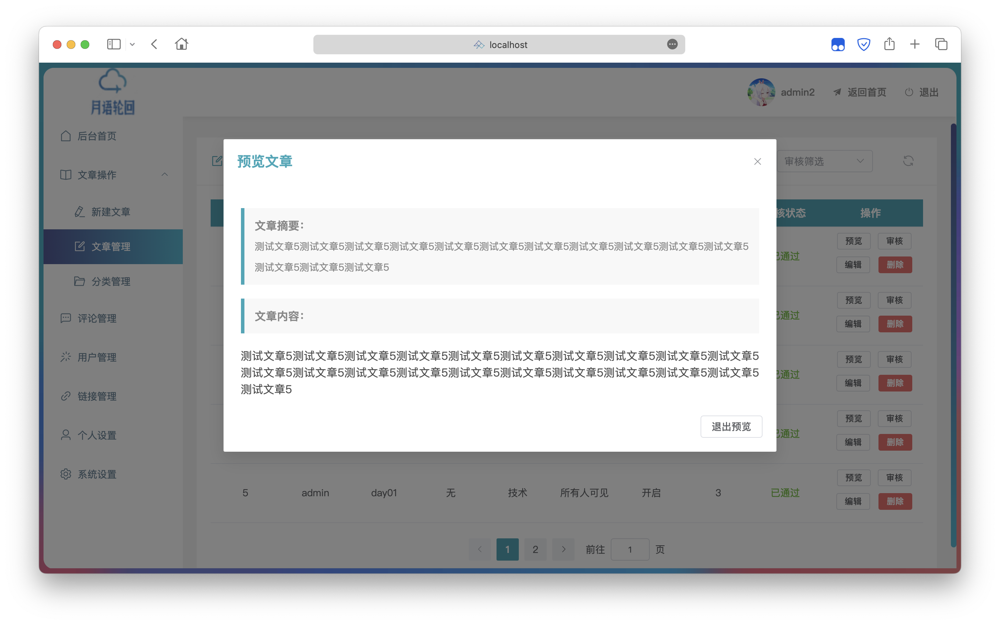 localhost
月语轮回
admin2
返回首页
退出
后台首页
文章操作
新建文章
文章管理
分类管理
评论管理
用户管理
链接管理
个人设置
系统设置
预览文章
审核筛选
核状态
操作
文章摘要：
测试文章5测试文章5测试文章5测试文章5测试文章5测试文章5测试文章5测试文章5测试文章5测试文章5测试文章5
测试文章5测试文章5测试文章5
文章内容：
测试文章5测试文章5测试文章5测试文章5测试文章5测试文章5测试文章5测试文章5测试文章5测试文章5
测试文章5测试文章5测试文章5测试文章5测试文章5测试文章5测试文章5测试文章5测试文章5测试文章5
测试文章5
退出预览
已通过
预览 审核
编辑 删除
已通过
预览 审核
编辑 删除
已通过
预览 审核
编辑 删除
已通过
预览 审核
编辑 删除
5 admin day01 无 技术 所有人可见 开启 3 已通过
预览 审核
编辑 删除
1 2 前往 1 页